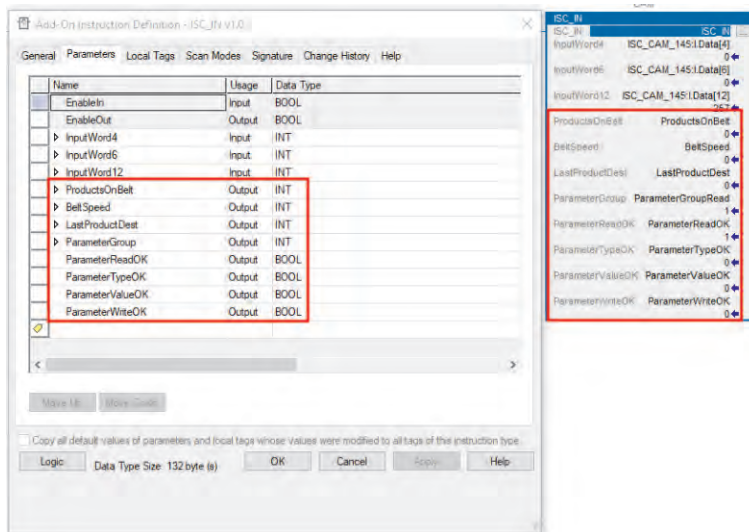 Add-On Instruction Definition - ISC_IN v1.0
General Parameters Local Tags Scan Modes Signature Change History Help
Name Usage Data Type
EnableIn Input BOOL
EnableOut Output BOOL
InputWord4 Input INT
InputWord6 Input INT
InputWord12 Input INT
ProductsOnBelt Output INT
BeltSpeed Output INT
LastProductDest Output INT
ParameterGroup Output INT
ParameterReadOK Output BOOL
ParameterTypeOK Output BOOL
ParameterValueOK Output BOOL
ParameterWriteOK Output BOOL
Move Up Move Down
Copy all default values of parameters and local tags whose values were modified to all tags of this instruction type
Logic Data Type Size: 132 byte (s) OK Cancel Apply Help
ISC_IN
ISC_IN ISC_IN ...
InputWord4 ISC_CAM_145:I.Data[4]
0
InputWord6 ISC_CAM_145:I.Data[6]
0
InputWord12 ISC_CAM_145:I.Data[12]
257
ProductsOnBelt ProductsOnBelt
0
BeltSpeed BeltSpeed
0
LastProductDest LastProductDest
0
ParameterGroup ParameterGroupRead
1
ParameterReadOK ParameterReadOK
1
ParameterTypeOK ParameterTypeOK
0
ParameterValueOK ParameterValueOK
0
ParameterWriteOK ParameterWriteOK
0